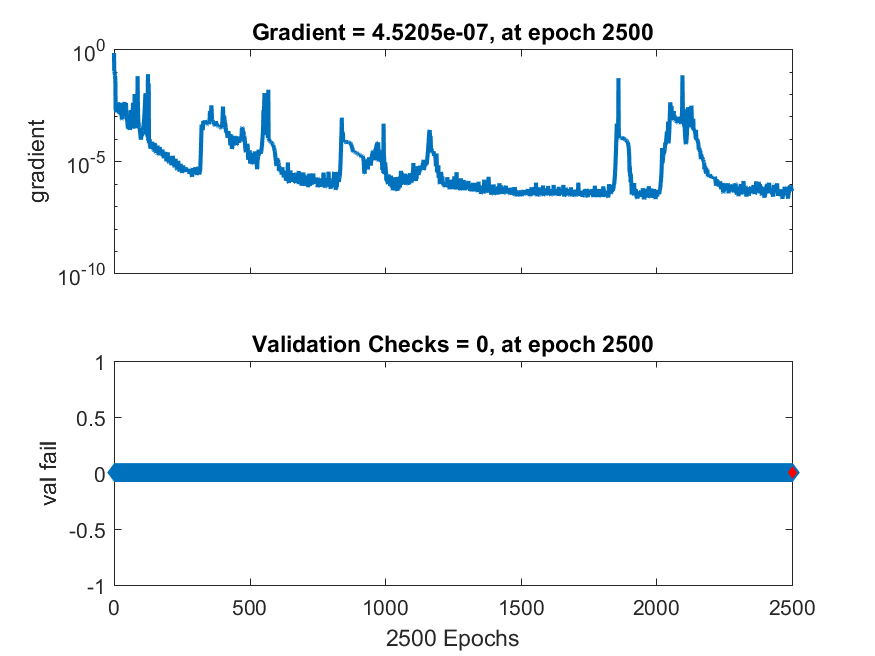 Gradient = 4.5205e-07, at epoch 2500
10^0
10^-5
10^-10
gradient
Validation Checks = 0, at epoch 2500
1
0.5
0
-0.5
-1
val fail
0 500 1000 1500 2000 2500
2500 Epochs